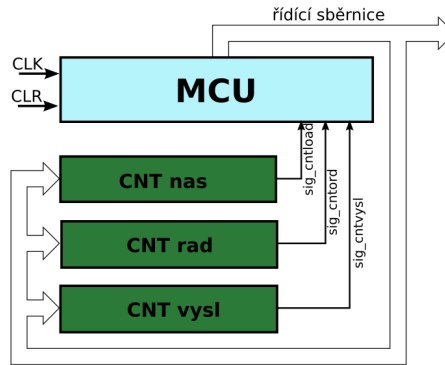 řídící sběrnice
CLK
CLR
MCU
sig_cntload
sig_cntord
sig_cntvysl
CNT nas
CNT rad
CNT vysl